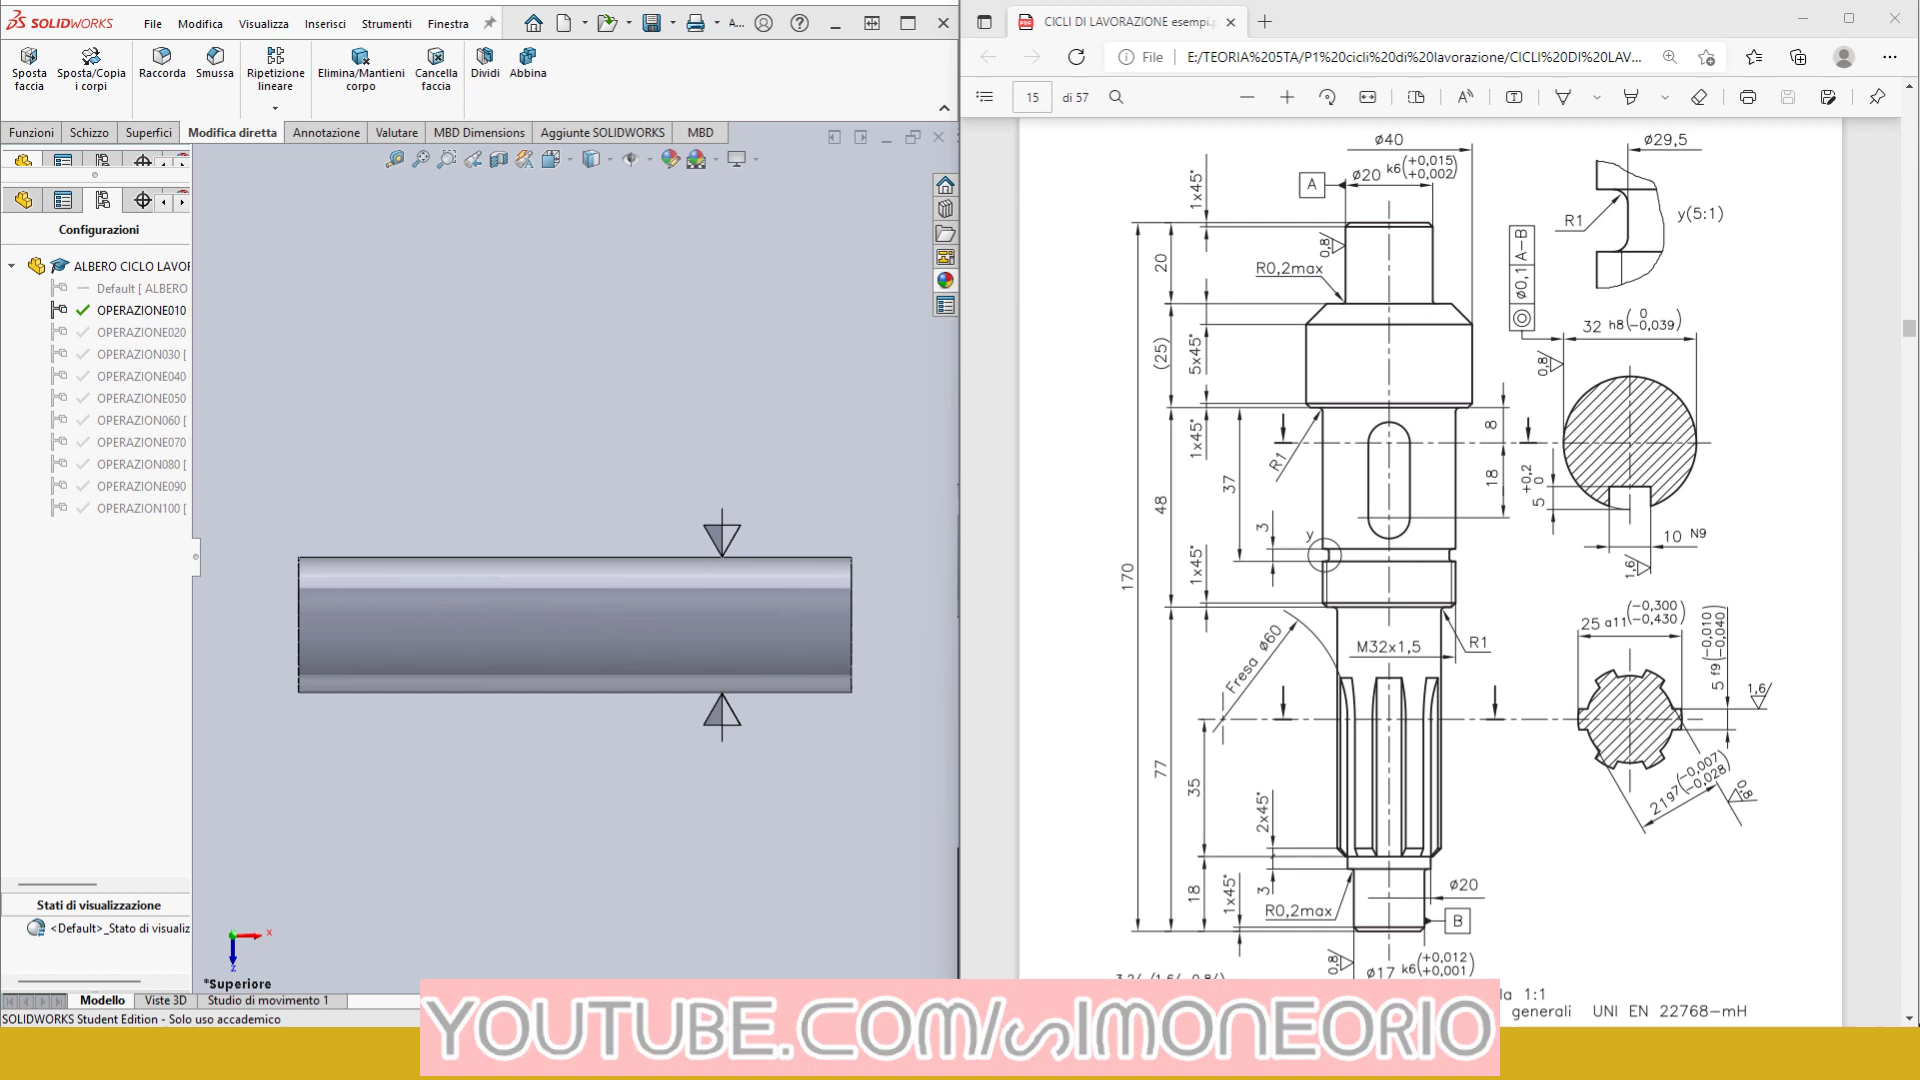 SOLIDWORKS
File Modifica Visualizza Inserisci Strumenti Finestra
A...
Sposta faccia
Sposta/Copia i corpi
Raccorda
Smussa
Ripetizione lineare
Elimina/Mantieni corpo
Cancella faccia
Dividi
Abbina
Funzioni Schizzo Superfici Modifica diretta Annotazione Valutare MBD Dimensions Aggiunte SOLIDWORKS MBD
Configurazioni
ALBERO CICLO LAVOR
Default [ ALBERO
OPERAZIONE010
OPERAZIONE020
OPERAZION030 [
OPERAZIONE040
OPERAZIONE050
OPERAZION060 [
OPERAZIONE070
OPERAZION080 [
OPERAZIONE090
OPERAZION100 [
Stati di visualizzazione
<Default>_Stato di visualiz
x
z
*Superiore
Modello Viste 3D Studio di movimento 1
SOLIDWORKS Student Edition - Solo uso accademico
CICLI DI LAVORAZIONE esempi.
File E:/TEORIA%205TA/P1%20cicli%20di%20lavorazione/CICLI%20DI%20LAV...
15 di 57
ø40
ø29,5
ø20 k6(+0,015 +0,002)
A
1x45°
0,8
R1
y(5:1)
20
R0,2max
ø0,1 A-B
32 h8(0 -0,039)
(25)
5x45°
0,8
1x45°
R1
8
18
37
48
5 +0,2 0
10 N9
1,6
3
y
1x45°
170
25 a11(-0,300 -0,430)
5 f9(-0,010 -0,040)
Fresa ø60
M32x1,5
R1
1,6
77
35
21g7(-0,007 -0,028)
0,8
2x45°
18
1x45°
3
ø20
R0,2max
B
0,8
ø17 k6(+0,012 +0,001)
la 1:1
generali UNI EN 22768-mH
YOUTUBE.COM/SIMONEORIO